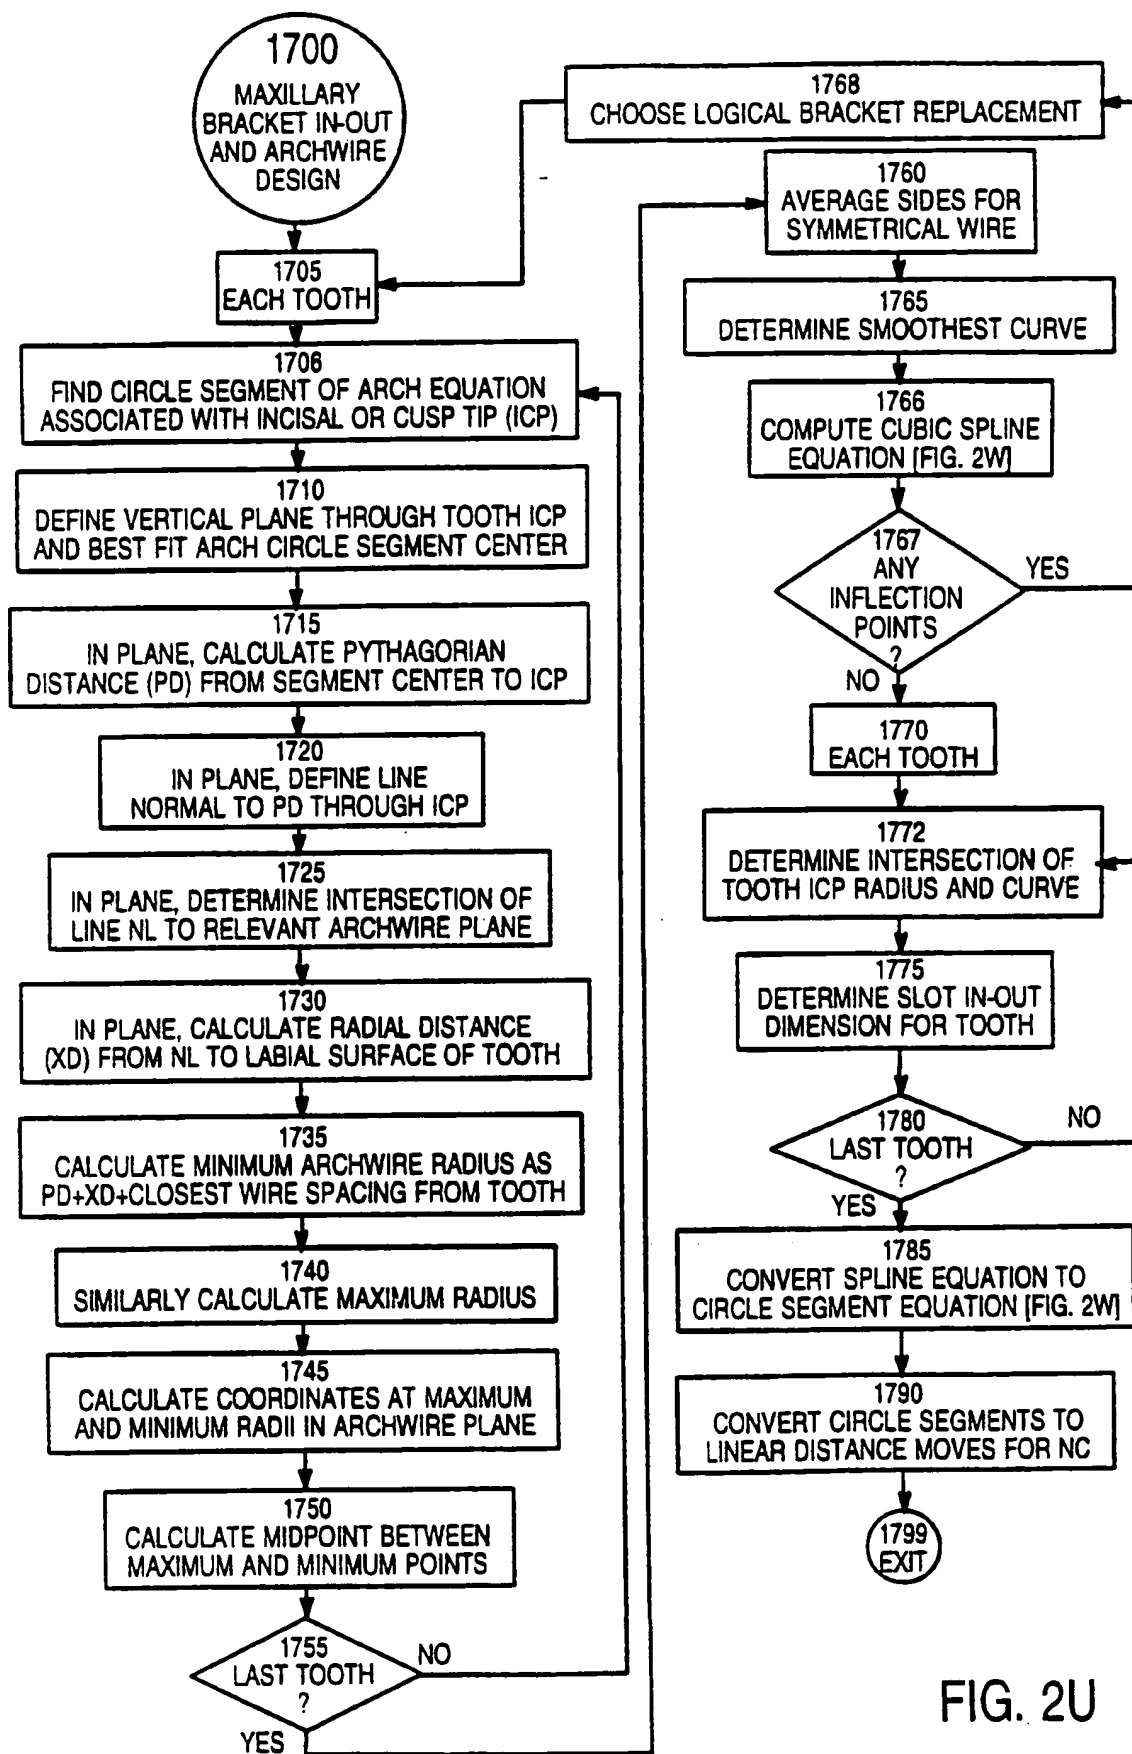 1700
MAXILLARY
BRACKET IN-OUT
AND ARCHWIRE
DESIGN
1705
EACH TOOTH
1706
FIND CIRCLE SEGMENT OF ARCH EQUATION
ASSOCIATED WITH INCISAL OR CUSP TIP (ICP)
1710
DEFINE VERTICAL PLANE THROUGH TOOTH ICP
AND BEST FIT ARCH CIRCLE SEGMENT CENTER
1715
IN PLANE, CALCULATE PYTHAGORIAN
DISTANCE (PD) FROM SEGMENT CENTER TO ICP
1720
IN PLANE, DEFINE LINE
NORMAL TO PD THROUGH ICP
1725
IN PLANE, DETERMINE INTERSECTION OF
LINE NL TO RELEVANT ARCHWIRE PLANE
1730
IN PLANE, CALCULATE RADIAL DISTANCE
(XD) FROM NL TO LABIAL SURFACE OF TOOTH
1735
CALCULATE MINIMUM ARCHWIRE RADIUS AS
PD+XD+CLOSEST WIRE SPACING FROM TOOTH
1740
SIMILARLY CALCULATE MAXIMUM RADIUS
1745
CALCULATE COORDINATES AT MAXIMUM
AND MINIMUM RADII IN ARCHWIRE PLANE
1750
CALCULATE MIDPOINT BETWEEN
MAXIMUM AND MINIMUM POINTS
1755
LAST TOOTH
?
NO
YES
1768
CHOOSE LOGICAL BRACKET REPLACEMENT
1760
AVERAGE SIDES FOR
SYMMETRICAL WIRE
1765
DETERMINE SMOOTHEST CURVE
1766
COMPUTE CUBIC SPLINE
EQUATION [FIG. 2W]
1767
ANY
INFLECTION
POINTS
?
YES
NO
1770
EACH TOOTH
1772
DETERMINE INTERSECTION OF
TOOTH ICP RADIUS AND CURVE
1775
DETERMINE SLOT IN-OUT
DIMENSION FOR TOOTH
1780
LAST TOOTH
?
NO
YES
1785
CONVERT SPLINE EQUATION TO
CIRCLE SEGMENT EQUATION [FIG. 2W]
1790
CONVERT CIRCLE SEGMENTS TO
LINEAR DISTANCE MOVES FOR NC
1799
EXIT
FIG. 2U